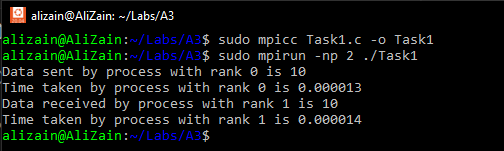 alizain@AliZain: ~/Labs/A3
alizain@AliZain:~/Labs/A3$ sudo mpicc Task1.c -o Task1
alizain@AliZain:~/Labs/A3$ sudo mpirun -np 2 ./Task1
Data sent by process with rank 0 is 10
Time taken by process with rank 0 is 0.000013
Data received by process with rank 1 is 10
Time taken by process with rank 1 is 0.000014
alizain@AliZain:~/Labs/A3$